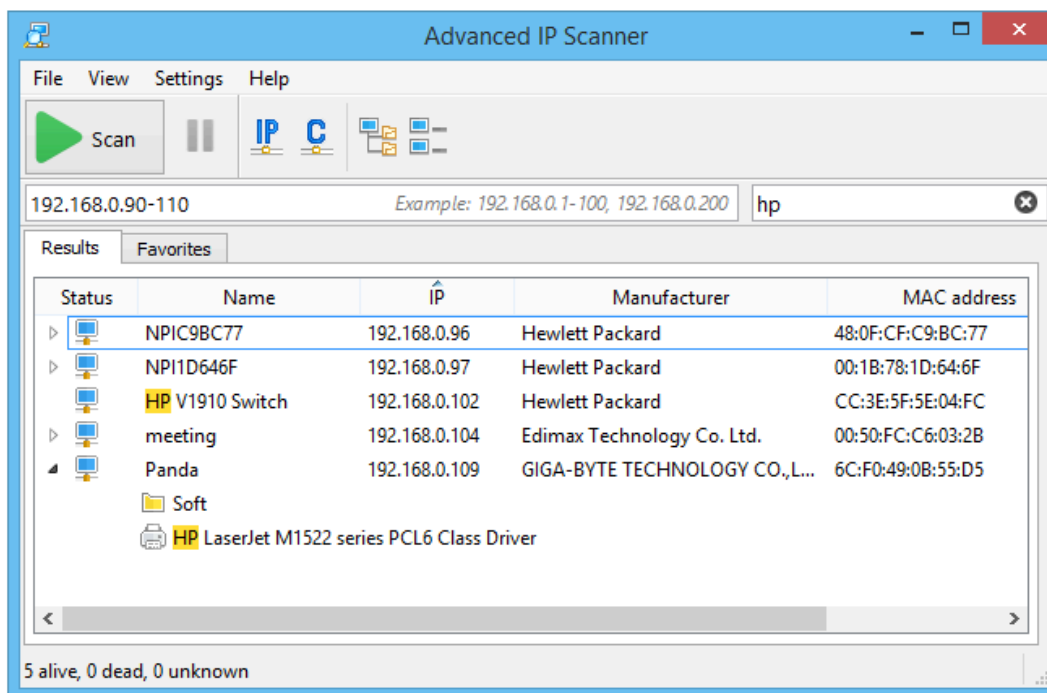 Advanced IP Scanner
File View Settings Help
Scan IP C
192.168.0.90-110 Example: 192.168.0.1-100, 192.168.0.200 hp
Results Favorites
Status Name IP Manufacturer MAC address
NPIC9BC77 192.168.0.96 Hewlett Packard 48:0F:CF:C9:BC:77
NPI1D646F 192.168.0.97 Hewlett Packard 00:1B:78:1D:64:6F
HP V1910 Switch 192.168.0.102 Hewlett Packard CC:3E:5F:5E:04:FC
meeting 192.168.0.104 Edimax Technology Co. Ltd. 00:50:FC:C6:03:2B
Panda 192.168.0.109 GIGA-BYTE TECHNOLOGY CO.,L... 6C:F0:49:0B:55:D5
Soft
HP LaserJet M1522 series PCL6 Class Driver
5 alive, 0 dead, 0 unknown